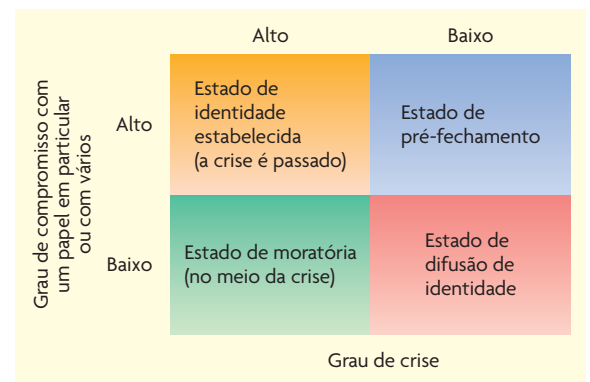 Alto
Baixo
Grau de compromisso com
um papel em particular
ou com vários
Alto
Estado de
identidade
estabelecida
(a crise é passado)
Estado de
pré-fechamento
Baixo
Estado de moratória
(no meio da crise)
Estado de
difusão de
identidade
Grau de crise